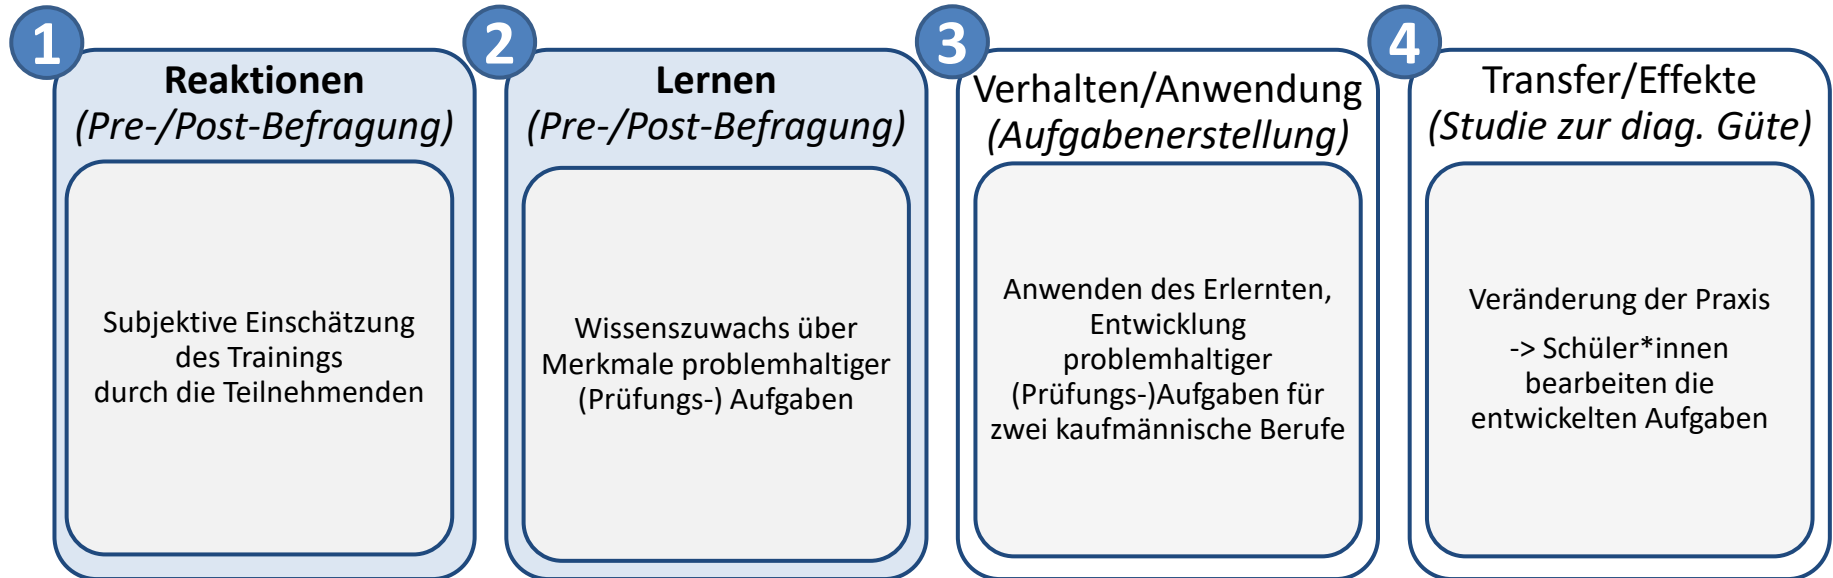 1
Reaktionen
(Pre-/Post-Befragung)
Subjektive Einschätzung
des Trainings
durch die Teilnehmenden
2
Lernen
(Pre-/Post-Befragung)
Wissenszuwachs über
Merkmale problemhaltiger
(Prüfungs-) Aufgaben
3
Verhalten/Anwendung
(Aufgabenerstellung)
Anwenden des Erlernten,
Entwicklung
problemhaltiger
(Prüfungs-)Aufgaben für
zwei kaufmännische Berufe
4
Transfer/Effekte
(Studie zur diag. Güte)
Veränderung der Praxis
-> Schüler*innen
bearbeiten die
entwickelten Aufgaben